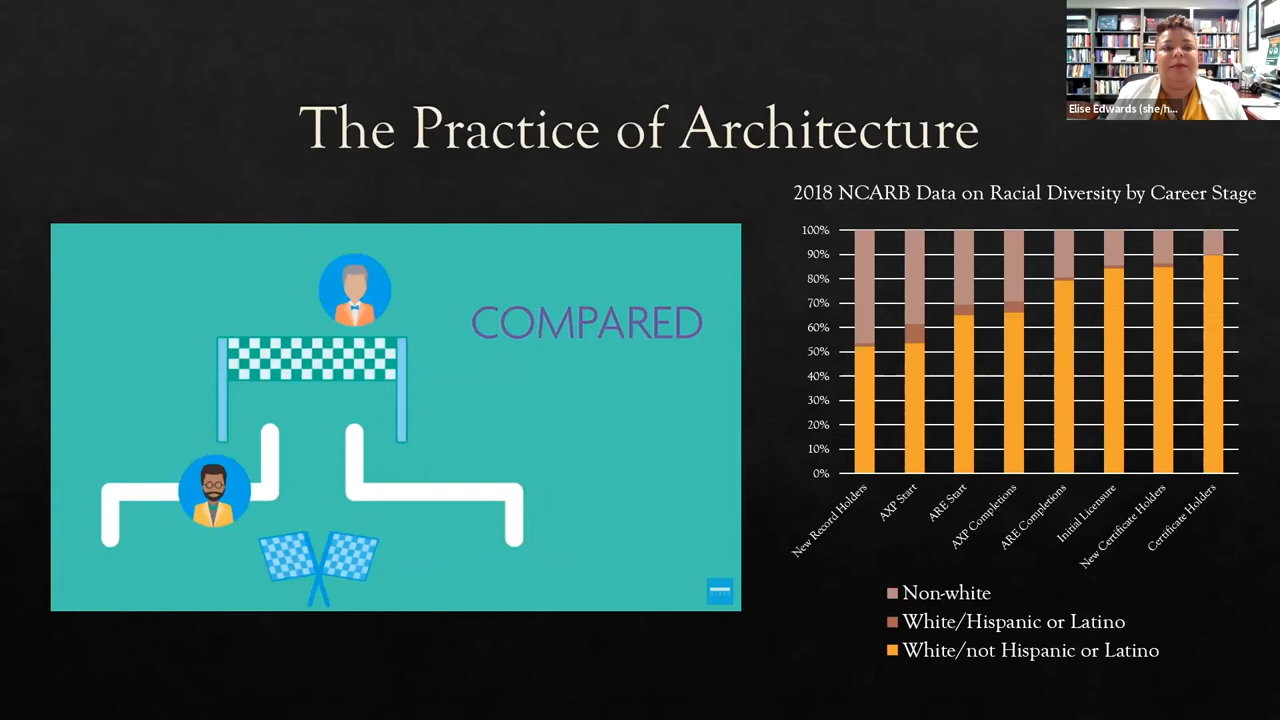 Elise Edwards (she/h...
The Practice of Architecture
COMPARED
2018 NCARB Data on Racial Diversity by Career Stage
100%
90%
80%
70%
60%
50%
40%
30%
20%
10%
0%
New Record Holders
AXP Start
ARE Start
AXP Completions
ARE Completions
Initial Licensure
New Certificate Holders
Certificate Holders
Non-white
White/Hispanic or Latino
White/not Hispanic or Latino